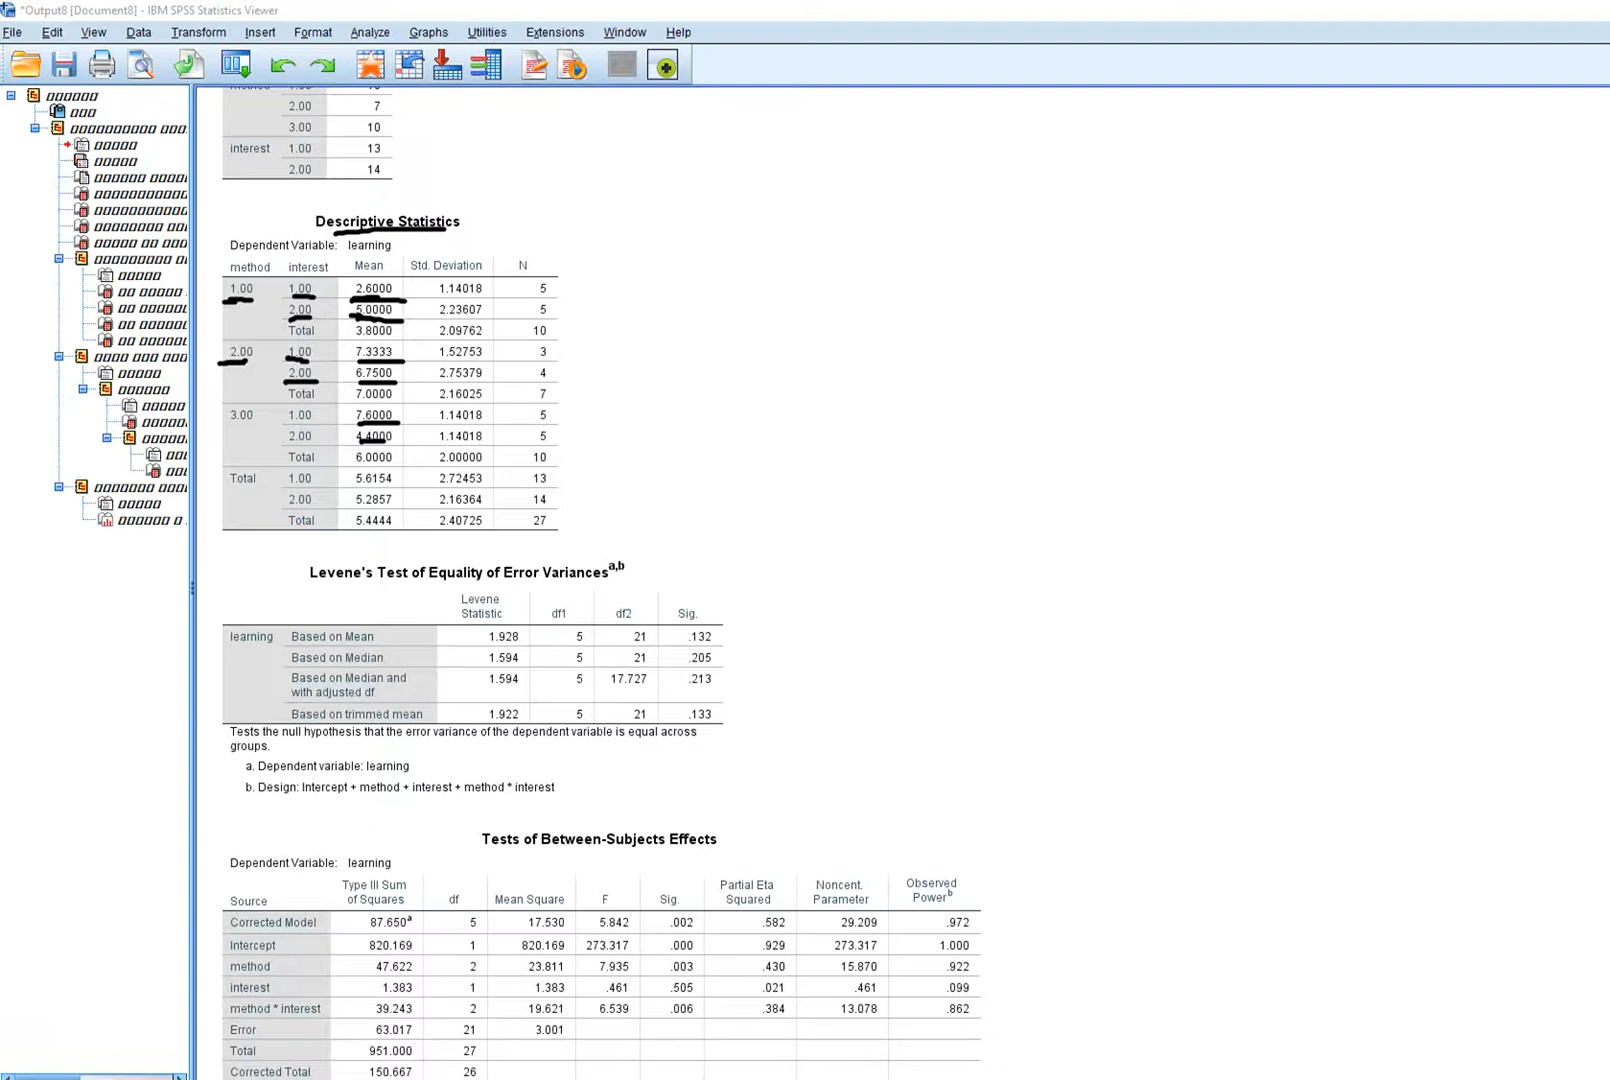 *Output8 [Document8] - IBM SPSS Statistics Viewer
File Edit View Data Transform Insert Format Analyze Graphs Utilities Extensions Window Help
2.00 7
3.00 10
interest 1.00 13
2.00 14
Descriptive Statistics
Dependent Variable: learning
method interest Mean Std. Deviation N
1.00 1.00 2.6000 1.14018 5
2.00 5.0000 2.23607 5
Total 3.8000 2.09762 10
2.00 1.00 7.3333 1.52753 3
2.00 6.7500 2.75379 4
Total 7.0000 2.16025 7
3.00 1.00 7.6000 1.14018 5
2.00 4.4000 1.14018 5
Total 6.0000 2.00000 10
Total 1.00 5.6154 2.72453 13
2.00 5.2857 2.16364 14
Total 5.4444 2.40725 27
Levene's Test of Equality of Error Variancesa,b
Levene
Statistic df1 df2 Sig.
learning Based on Mean 1.928 5 21 .132
Based on Median 1.594 5 21 .205
Based on Median and
with adjusted df 1.594 5 17.727 .213
Based on trimmed mean 1.922 5 21 .133
Tests the null hypothesis that the error variance of the dependent variable is equal across
groups.
a. Dependent variable: learning
b. Design: Intercept + method + interest + method * interest
Tests of Between-Subjects Effects
Dependent Variable: learning
Source Type III Sum of Squares df Mean Square F Sig. Partial Eta Squared Noncent. Parameter Observed Powerb
Corrected Model 87.650a 5 17.530 5.842 .002 .582 29.209 .972
Intercept 820.169 1 820.169 273.317 .000 .929 273.317 1.000
method 47.622 2 23.811 7.935 .003 .430 15.870 .922
interest 1.383 1 1.383 .461 .505 .021 .461 .099
method * interest 39.243 2 19.621 6.539 .006 .384 13.078 .862
Error 63.017 21 3.001
Total 951.000 27
Corrected Total 150.667 26